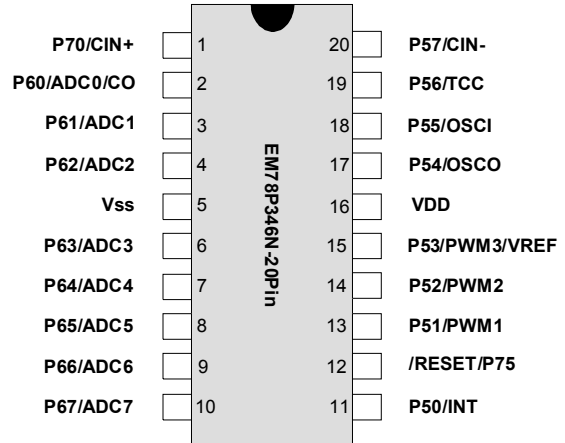 P70/CIN+ 1 20 P57/CIN-
P60/ADC0/CO 2 19 P56/TCC
P61/ADC1 3 18 P55/OSCI
P62/ADC2 4 17 P54/OSCO
Vss 5 16 VDD
P63/ADC3 6 15 P53/PWM3/VREF
P64/ADC4 7 14 P52/PWM2
P65/ADC5 8 13 P51/PWM1
P66/ADC6 9 12 /RESET/P75
P67/ADC7 10 11 P50/INT
EM78P346N-20Pin